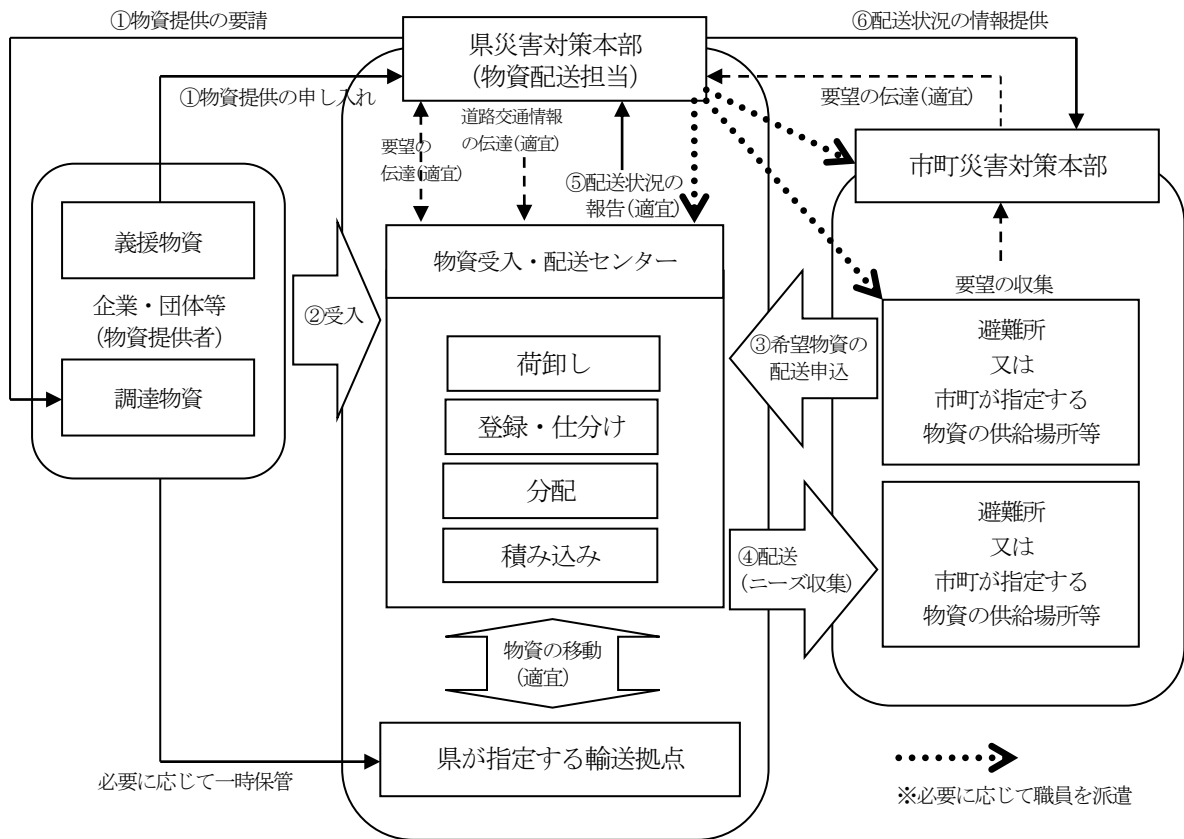 ①物資提供の要請
県災害対策本部
(物資配送担当)
⑥配送状況の情報提供
①物資提供の申し入れ
要望の伝達(適宜)
要望の
伝達(適宜)
道路交通情報
の伝達(適宜)
⑤配送状況の
報告(適宜)
市町災害対策本部
要望の収集
義援物資
企業・団体等
(物資提供者)
調達物資
②受入
物資受入・配送センター
荷卸し
登録・仕分け
分配
積み込み
③希望物資の
配送申込
避難所
又は
市町が指定する
物資の供給場所等
④配送
(ニーズ収集)
避難所
又は
市町が指定する
物資の供給場所等
物資の移動
(適宜)
県が指定する輸送拠点
必要に応じて一時保管
※必要に応じて職員を派遣